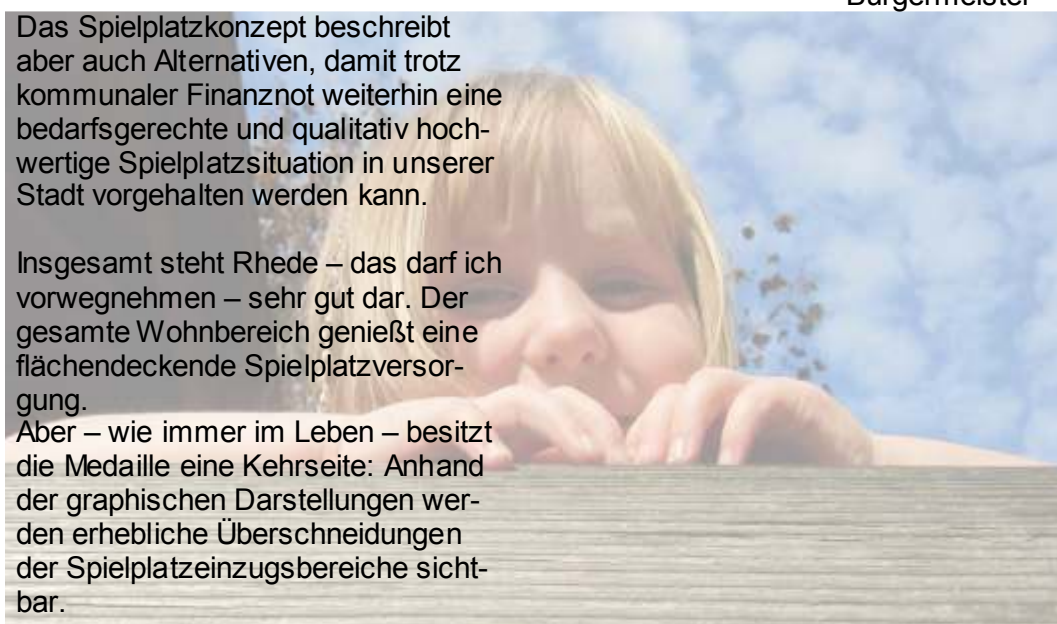 Bürgermeister
Das Spielplatzkonzept beschreibt
aber auch Alternativen, damit trotz
kommunaler Finanznot weiterhin eine
bedarfsgerechte und qualitativ hoch-
wertige Spielplatzsituation in unserer
Stadt vorgehalten werden kann.
Insgesamt steht Rhede – das darf ich
vorwegnehmen – sehr gut dar. Der
gesamte Wohnbereich genießt eine
flächendeckende Spielplatzversor-
gung.
Aber – wie immer im Leben – besitzt
die Medaille eine Kehrseite: Anhand
der graphischen Darstellungen wer-
den erhebliche Überschneidungen
der Spielplatzeinzugsbereiche sicht-
bar.